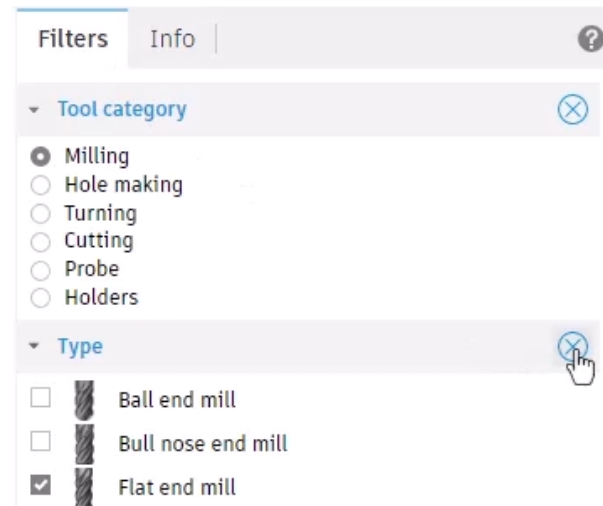 Filters Info
Tool category
Milling
Hole making
Turning
Cutting
Probe
Holders
Type
Ball end mill
Bull nose end mill
Flat end mill